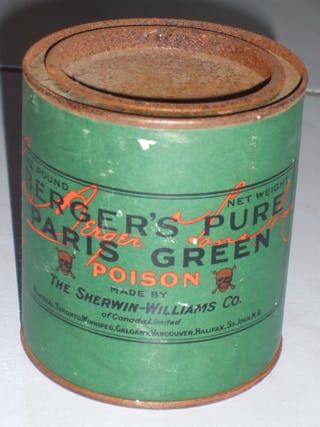 POUND NET WEIGHT
BERGER'S PURE
PARIS GREEN
POISON
MADE BY
THE SHERWIN-WILLIAMS CO.
of Canada Limited
Montreal, Toronto, Winnipeg, Calgary, Vancouver, Halifax, St. John N.B.